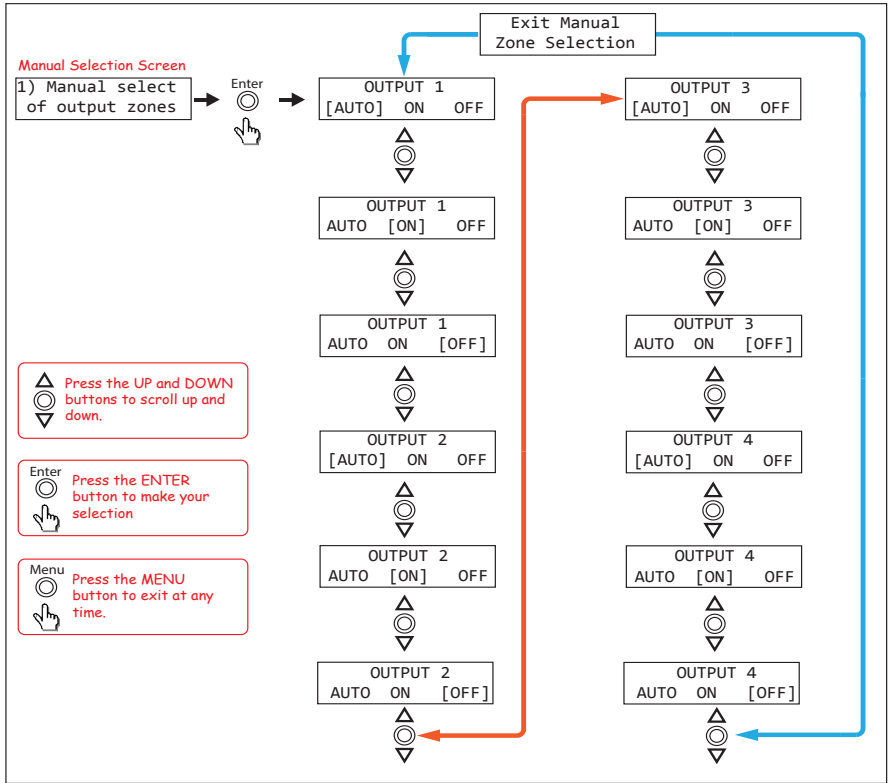 Exit Manual
Zone Selection
Manual Selection Screen
1) Manual select
of output zones
Enter
OUTPUT 1
[AUTO] ON OFF
OUTPUT 1
AUTO [ON] OFF
OUTPUT 1
AUTO ON [OFF]
OUTPUT 2
[AUTO] ON OFF
OUTPUT 2
AUTO [ON] OFF
OUTPUT 2
AUTO ON [OFF]
OUTPUT 3
[AUTO] ON OFF
OUTPUT 3
AUTO [ON] OFF
OUTPUT 3
AUTO ON [OFF]
OUTPUT 4
[AUTO] ON OFF
OUTPUT 4
AUTO [ON] OFF
OUTPUT 4
AUTO ON [OFF]
Press the UP and DOWN
buttons to scroll up and
down.
Enter
Press the ENTER
button to make your
selection
Menu
Press the MENU
button to exit at any
time.